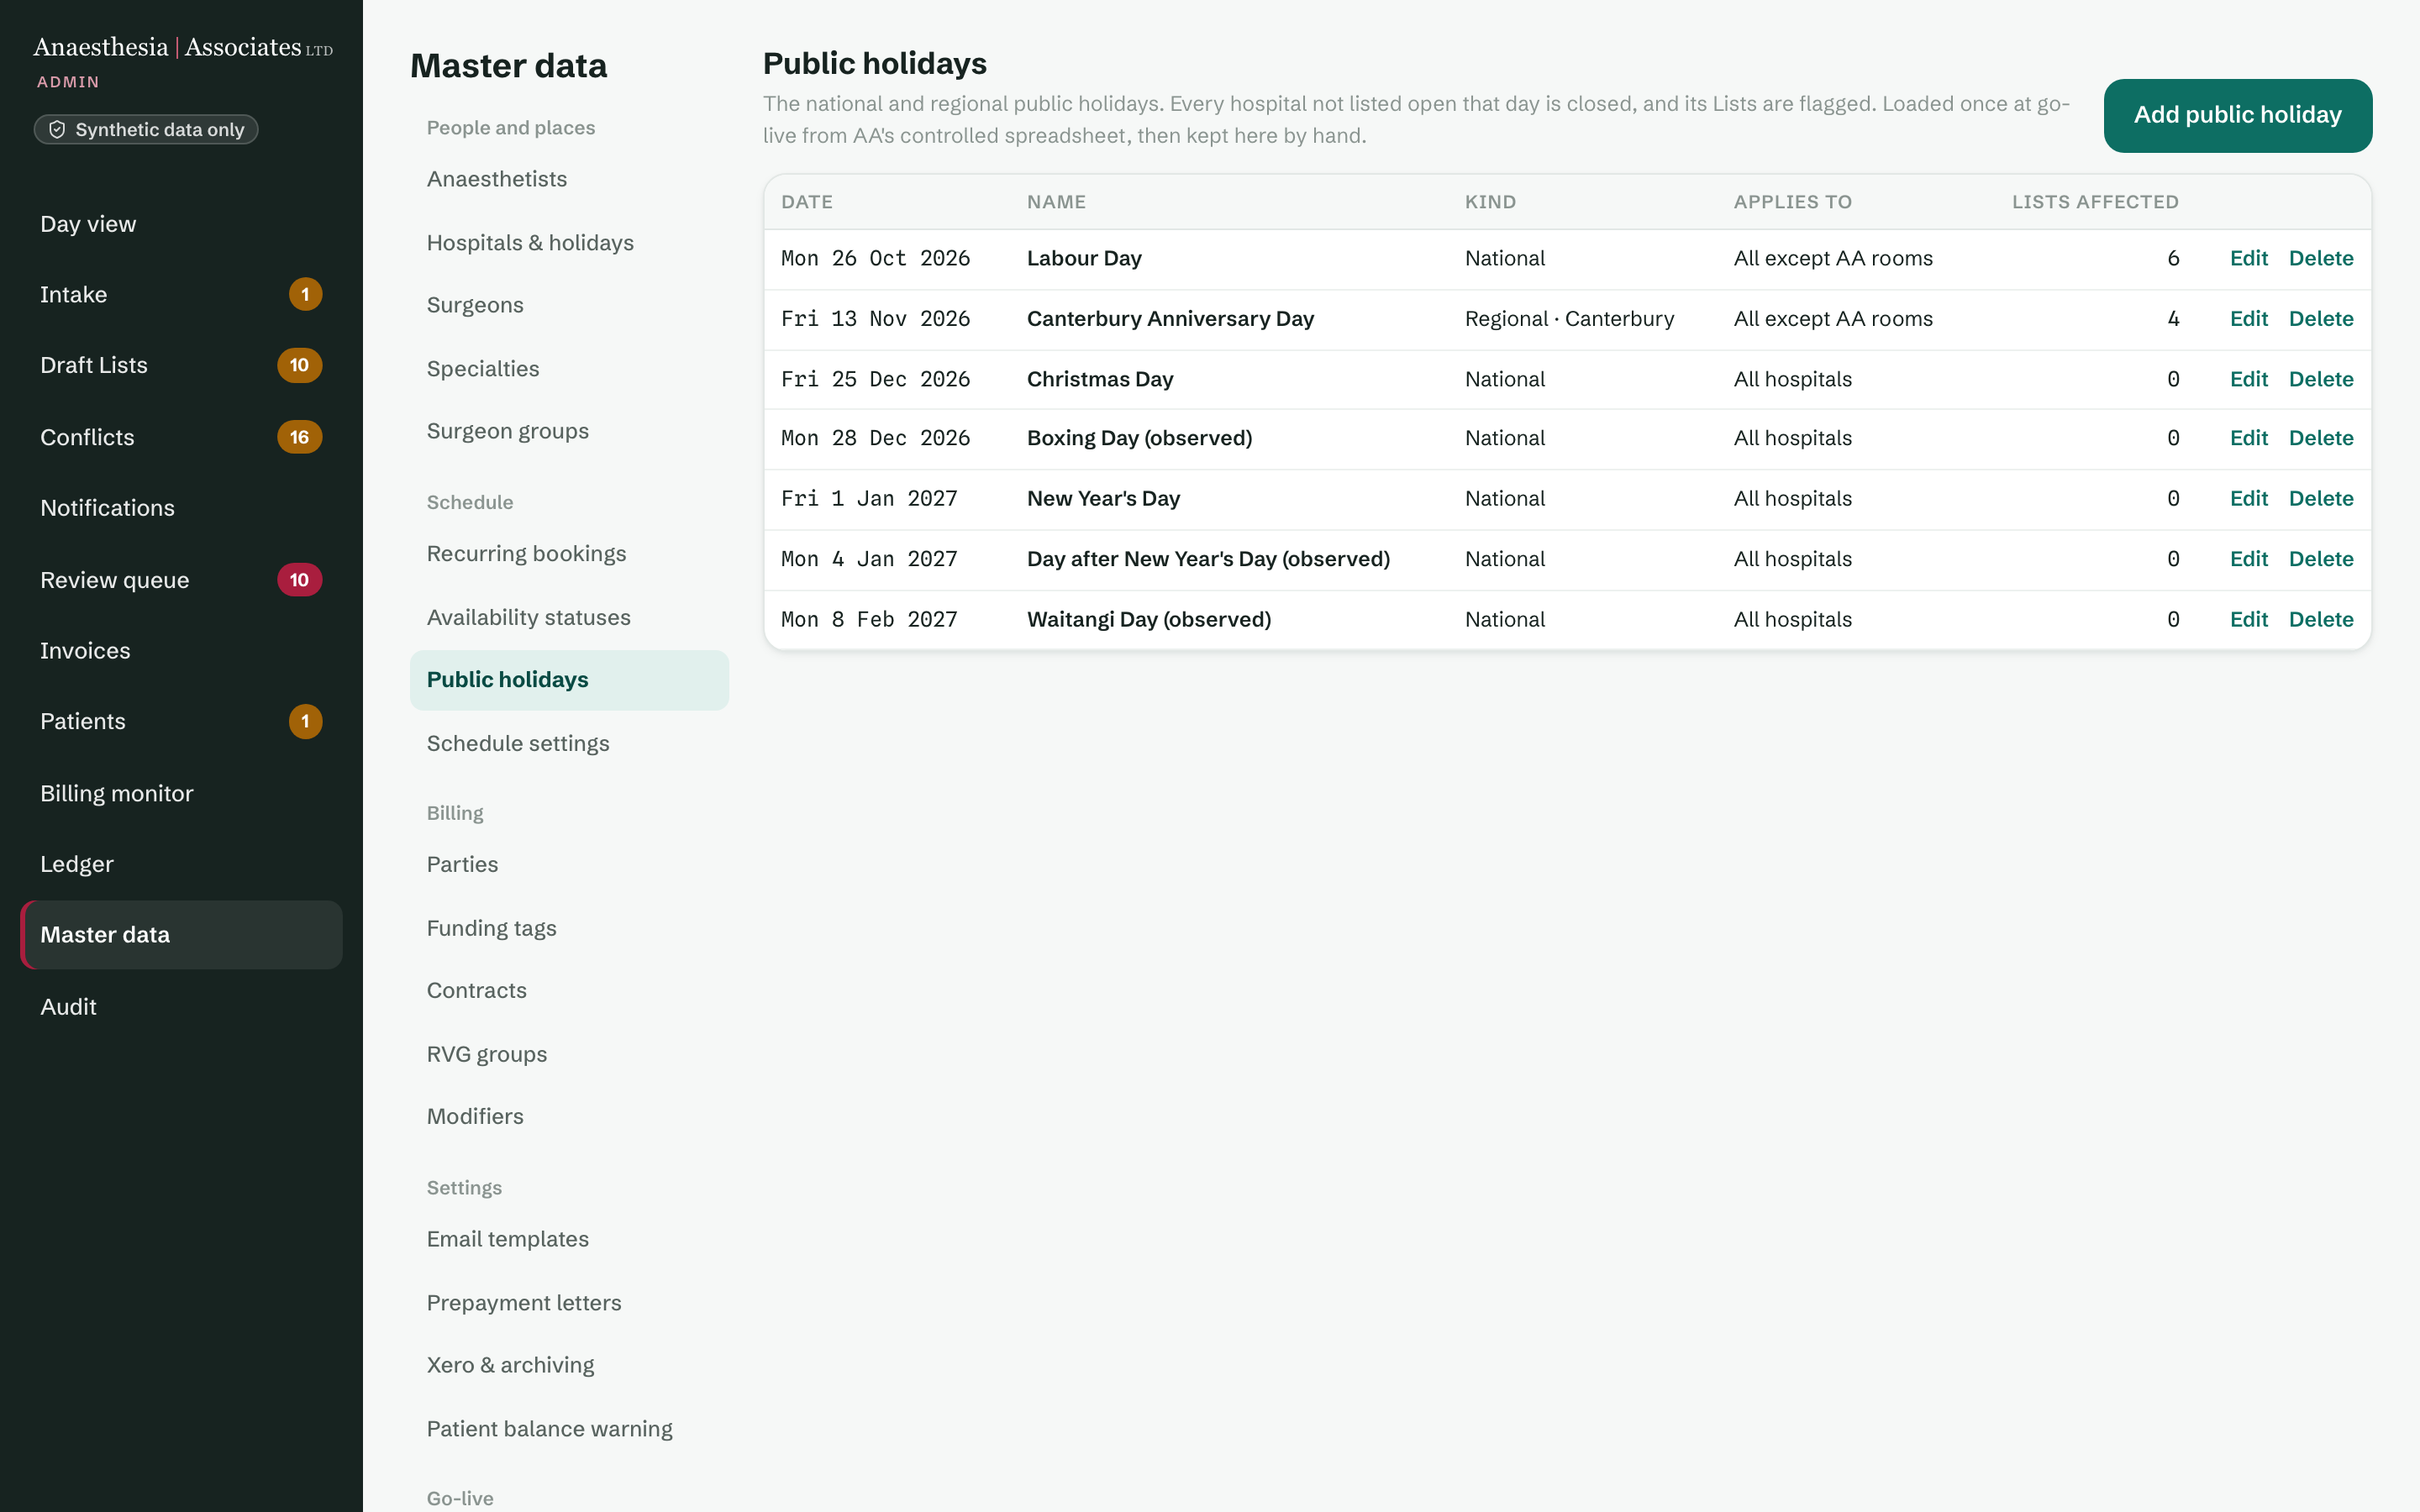 Anaesthesia | Associates LTD
ADMIN
Synthetic data only
Day view
Intake 1
Draft Lists 10
Conflicts 16
Notifications
Review queue 10
Invoices
Patients 1
Billing monitor
Ledger
Master data
Audit
Master data
People and places
Anaesthetists
Hospitals & holidays
Surgeons
Specialties
Surgeon groups
Schedule
Recurring bookings
Availability statuses
Public holidays
Schedule settings
Billing
Parties
Funding tags
Contracts
RVG groups
Modifiers
Settings
Email templates
Prepayment letters
Xero & archiving
Patient balance warning
Go-live
Public holidays
The national and regional public holidays. Every hospital not listed open that day is closed, and its Lists are flagged. Loaded once at go-
live from AA's controlled spreadsheet, then kept here by hand.
Add public holiday
DATE NAME KIND APPLIES TO LISTS AFFECTED
Mon 26 Oct 2026 Labour Day National All except AA rooms 6 Edit Delete
Fri 13 Nov 2026 Canterbury Anniversary Day Regional · Canterbury All except AA rooms 4 Edit Delete
Fri 25 Dec 2026 Christmas Day National All hospitals 0 Edit Delete
Mon 28 Dec 2026 Boxing Day (observed) National All hospitals 0 Edit Delete
Fri 1 Jan 2027 New Year's Day National All hospitals 0 Edit Delete
Mon 4 Jan 2027 Day after New Year's Day (observed) National All hospitals 0 Edit Delete
Mon 8 Feb 2027 Waitangi Day (observed) National All hospitals 0 Edit Delete